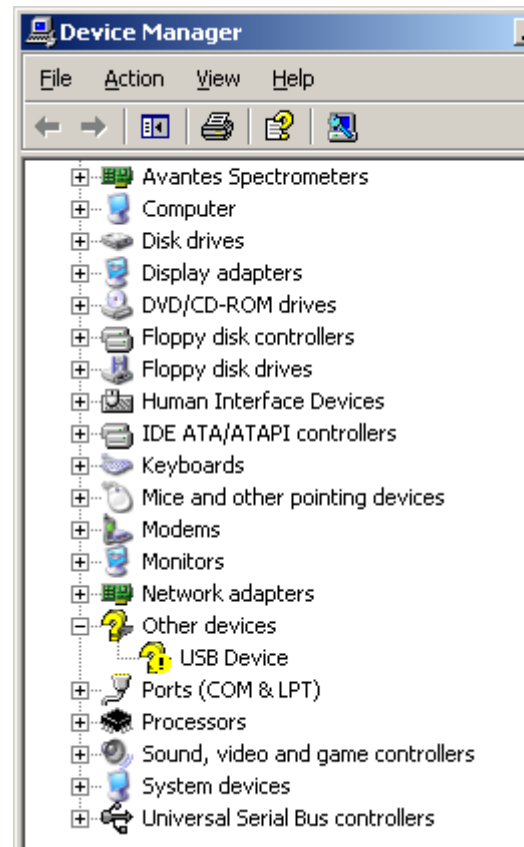 Device Manager
File Action View Help
Avantes Spectrometers
Computer
Disk drives
Display adapters
DVD/CD-ROM drives
Floppy disk controllers
Floppy disk drives
Human Interface Devices
IDE ATA/ATAPI controllers
Keyboards
Mice and other pointing devices
Modems
Monitors
Network adapters
Other devices
USB Device
Ports (COM & LPT)
Processors
Sound, video and game controllers
System devices
Universal Serial Bus controllers